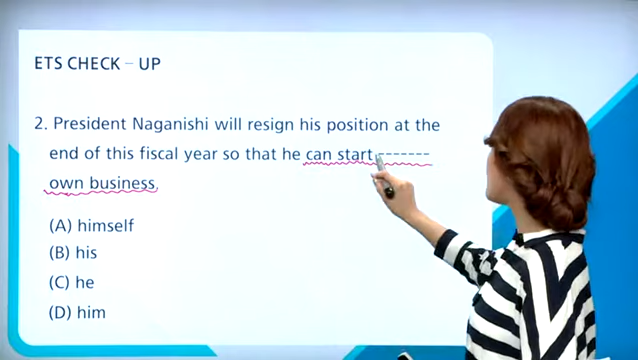 ETS CHECK – UP
2. President Naganishi will resign his position at the
end of this fiscal year so that he can start -------
own business.
(A) himself
(B) his
(C) he
(D) him